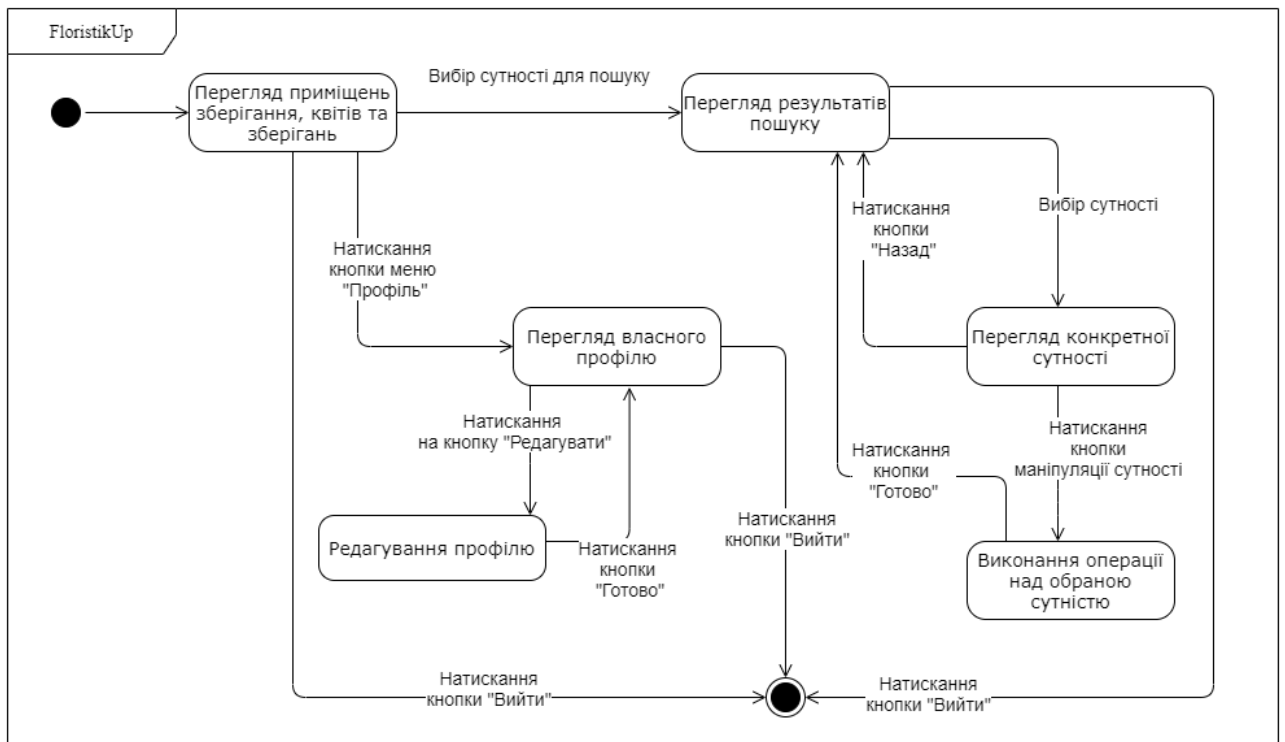 FloristikUp
Перегляд приміщень
зберігання, квітів та
зберігань
Вибір сутності для пошуку
Перегляд результатів
пошуку
Натискання
кнопки
"Назад"
Вибір сутності
Натискання
кнопки меню
"Профіль"
Перегляд власного
профілю
Перегляд конкретної
сутності
Натискання
на кнопку "Редагувати"
Натискання
кнопки
"Готово"
Натискання
кнопки
маніпуляції сутності
Редагування профілю
Натискання
кнопки
"Готово"
Натискання
кнопки "Вийти"
Виконання операції
над обраною
сутністю
Натискання
кнопки "Вийти"
Натискання
кнопки "Вийти"